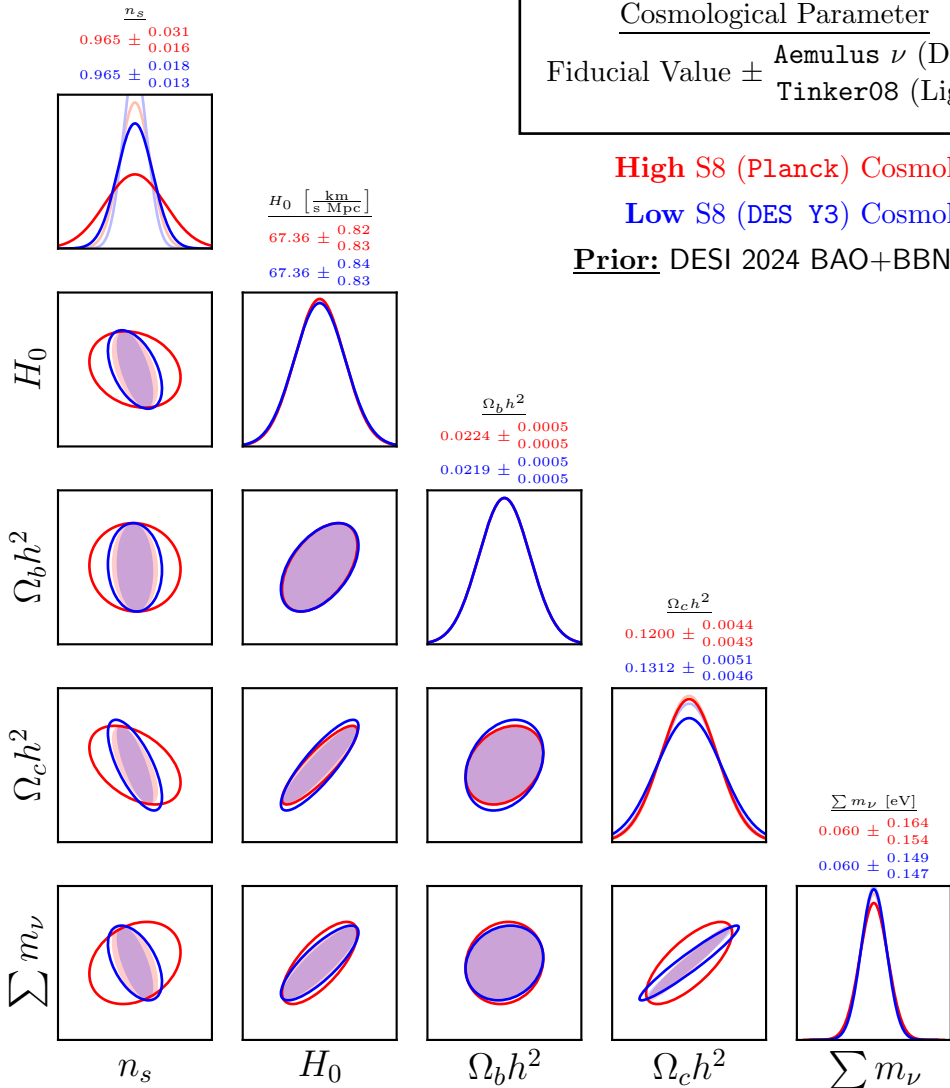 n_s
0.965 ± 0.031 0.016
0.965 ± 0.018 0.013
Cosmological Parameter
Fiducial Value ± Aemulus ν (D
Tinker08 (Lig
High S8 (Planck) Cosmol
Low S8 (DES Y3) Cosmol
Prior: DESI 2024 BAO+BBN
H_0 [km / s Mpc]
67.36 ± 0.82 0.83
67.36 ± 0.84 0.83
H_0
Ω_b h^2
0.0224 ± 0.0005 0.0005
0.0219 ± 0.0005 0.0005
Ω_b h^2
Ω_c h^2
0.1200 ± 0.0044 0.0043
0.1312 ± 0.0051 0.0046
Ω_c h^2
∑ m_ν [eV]
0.060 ± 0.164 0.154
0.060 ± 0.149 0.147
∑ m_ν
n_s H_0 Ω_b h^2 Ω_c h^2 ∑ m_ν